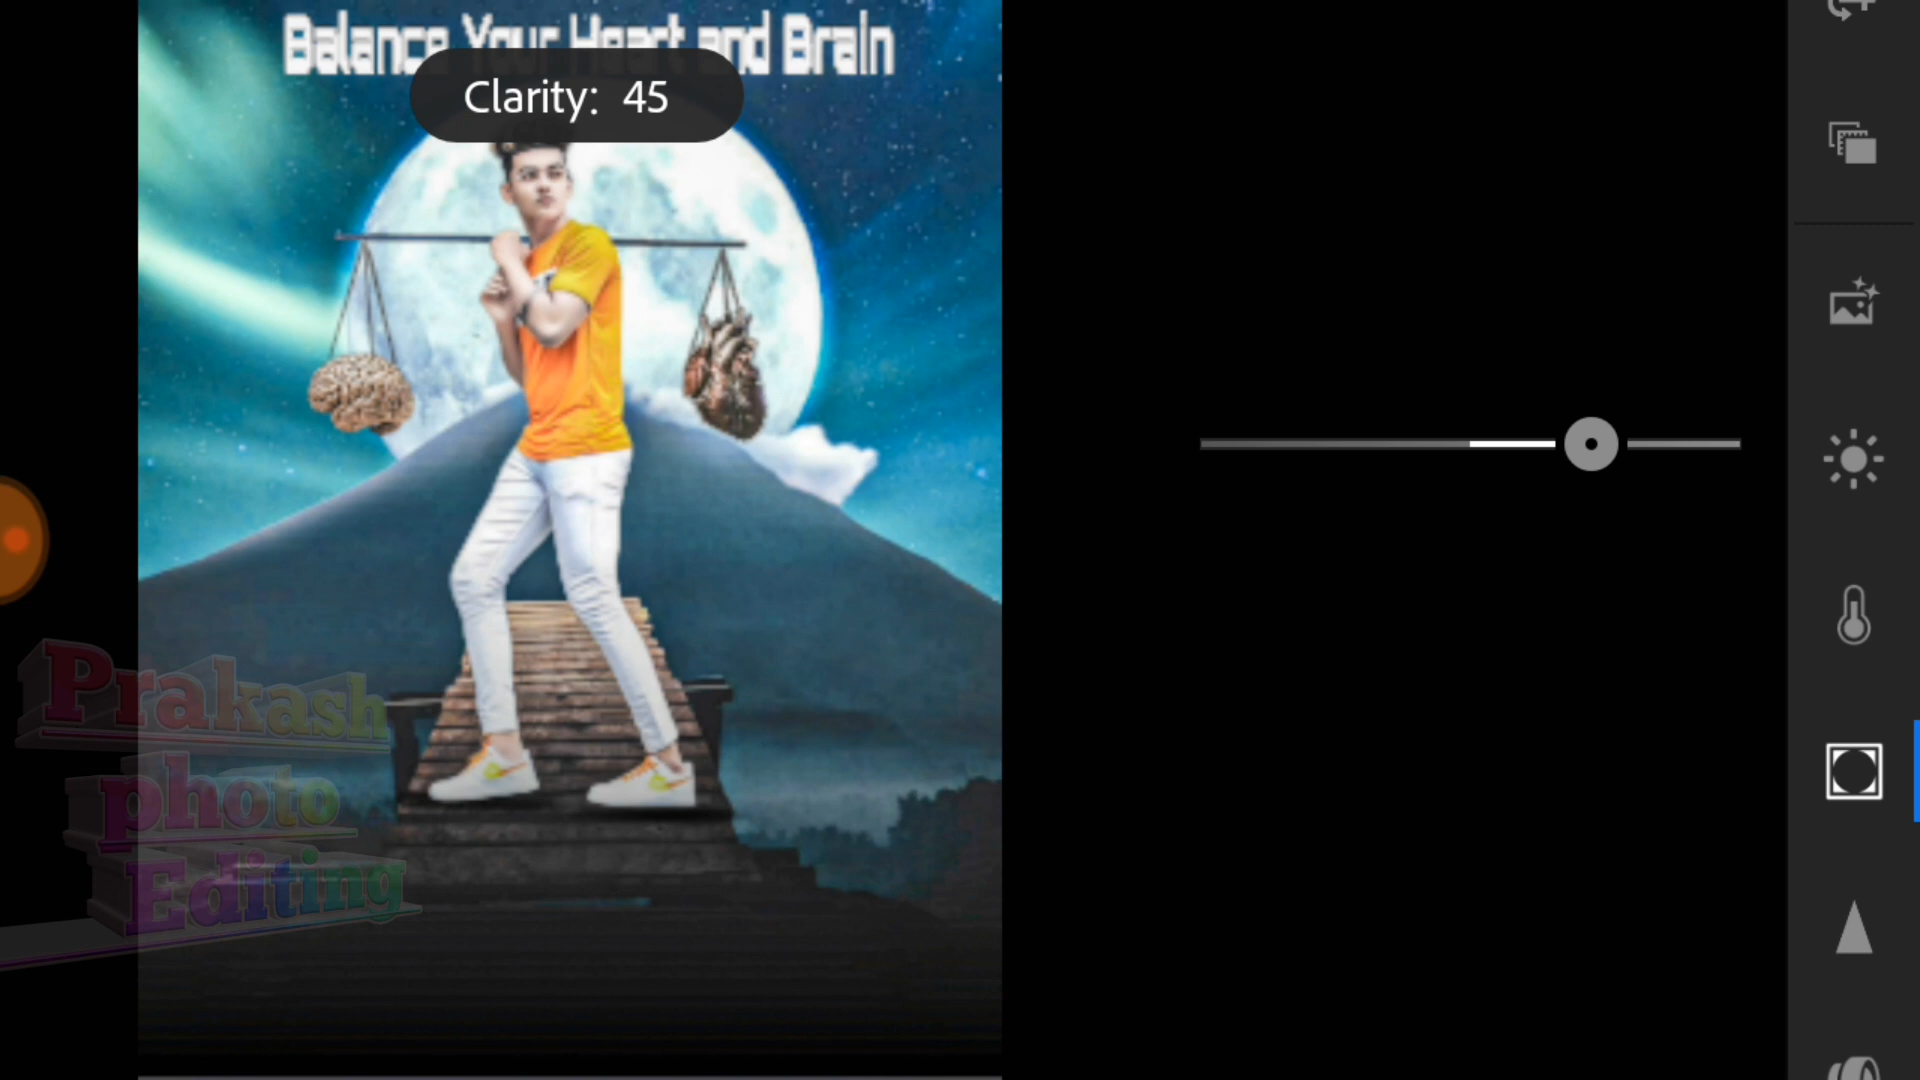 Balance Your Heart and Brain
Clarity: 45
Prakash
photo
Editing